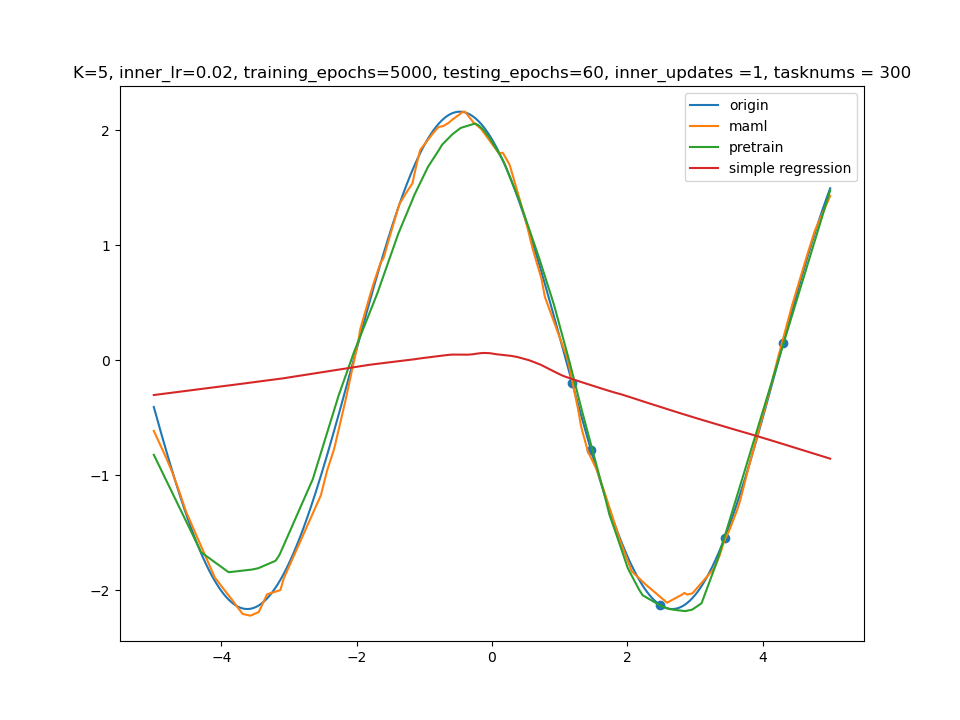 K=5, inner_lr=0.02, training_epochs=5000, testing_epochs=60, inner_updates =1, tasknums = 300
origin
maml
pretrain
simple regression
2
1
0
−1
−2
−4
−2
0
2
4